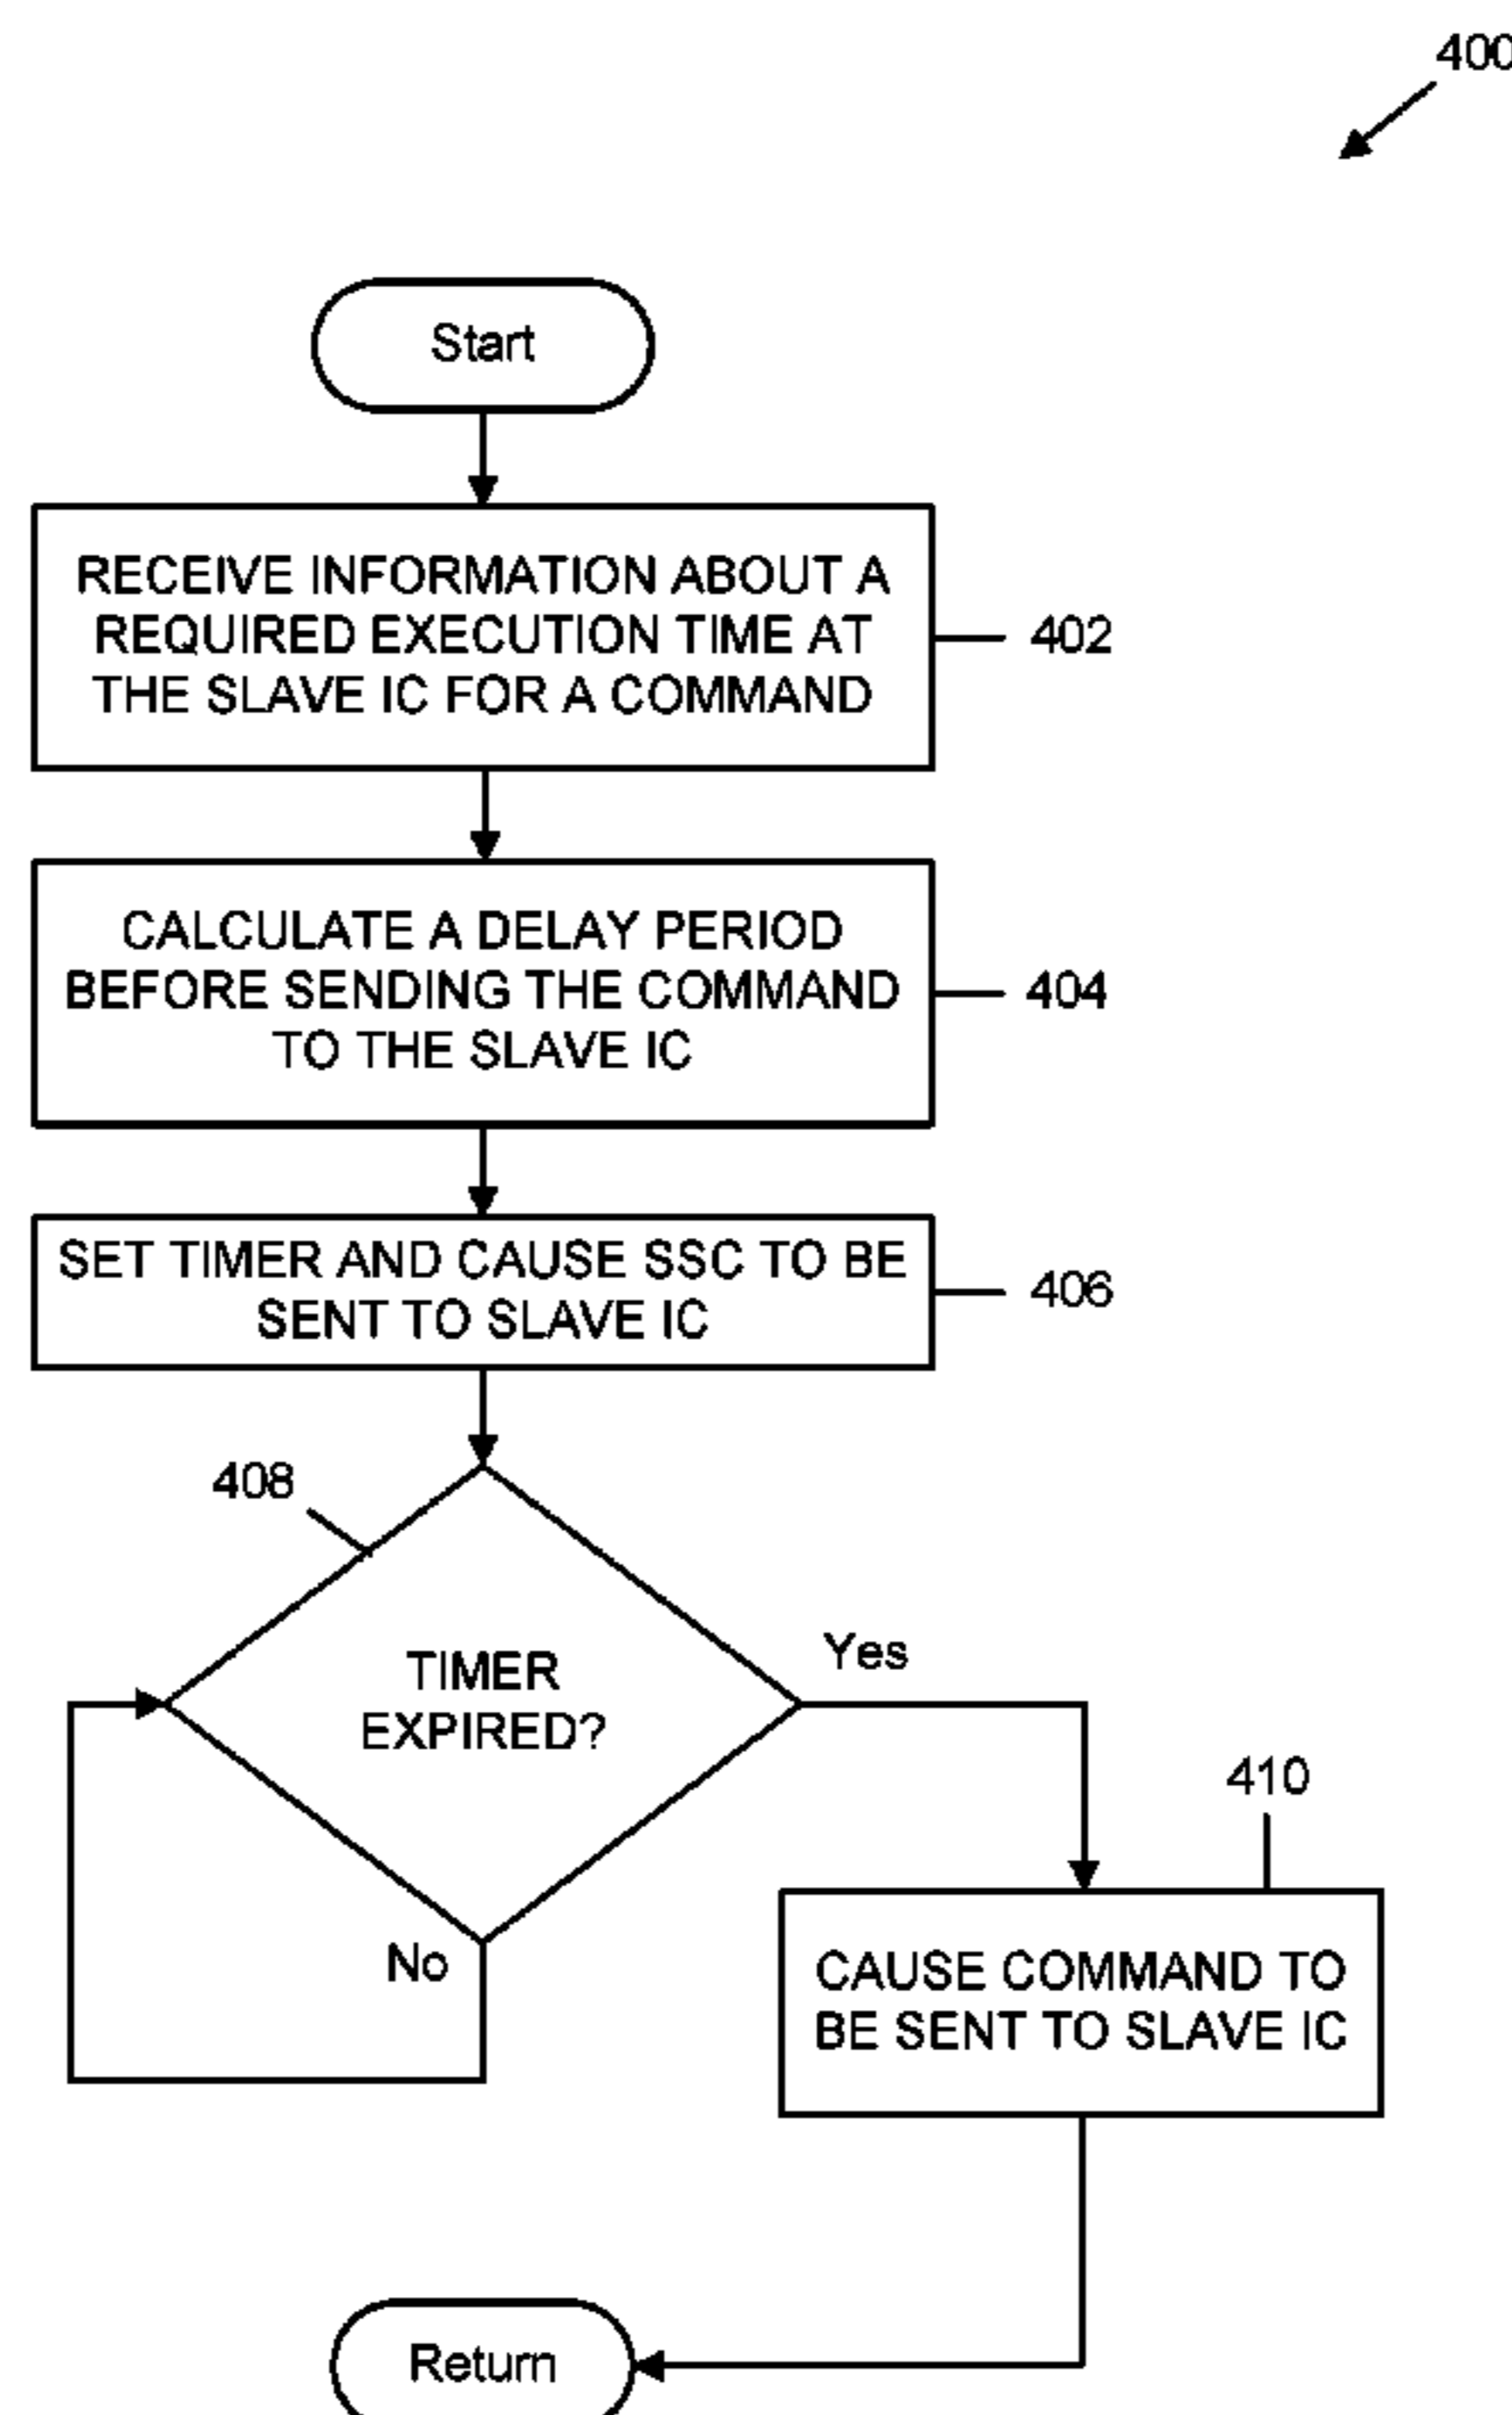 400
Start
RECEIVE INFORMATION ABOUT A
REQUIRED EXECUTION TIME AT
THE SLAVE IC FOR A COMMAND
402
CALCULATE A DELAY PERIOD
BEFORE SENDING THE COMMAND
TO THE SLAVE IC
404
SET TIMER AND CAUSE SSC TO BE
SENT TO SLAVE IC
406
408
TIMER
EXPIRED?
Yes
No
410
CAUSE COMMAND TO
BE SENT TO SLAVE IC
Return